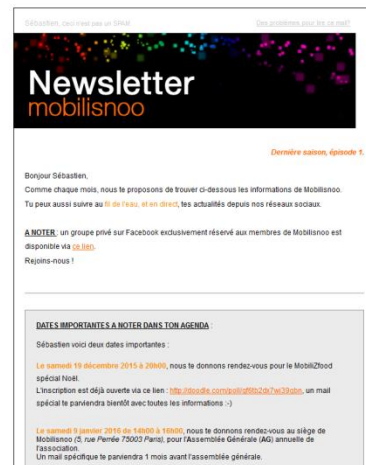 Sébastien, ceci n'est pas un SPAM
Des problèmes pour lire ce mail?
Newsletter
mobilisnoo
Dernière saison, épisode 1.
Bonjour Sébastien,
Comme chaque mois, nous te proposons de trouver ci-dessous les informations de Mobilisnoo.
Tu peux aussi suivre au fil de l'eau, et en direct, tes actualités depuis nos réseaux sociaux.
A NOTER : un groupe privé sur Facebook exclusivement réservé aux membres de Mobilisnoo est
disponible via ce lien.
Rejoins-nous !
DATES IMPORTANTES A NOTER DANS TON AGENDA :
Sébastien voici deux dates importantes :
Le samedi 19 décembre 2015 à 20h00, nous te donnons rendez-vous pour le MobiliZfood
spécial Noël.
L'inscription est déjà ouverte via ce lien : , un mail
spécial te parviendra bientôt avec toutes les informations :-)
Le samedi 9 janvier 2016 de 14h00 à 16h00, nous te donnons rendez-vous au siège de
Mobilisnoo (5, rue Perrée 75003 Paris), pour l'Assemblée Générale (AG) annuelle de
l'association.
Un mail spécifique te parviendra 1 mois avant l'assemblée générale.